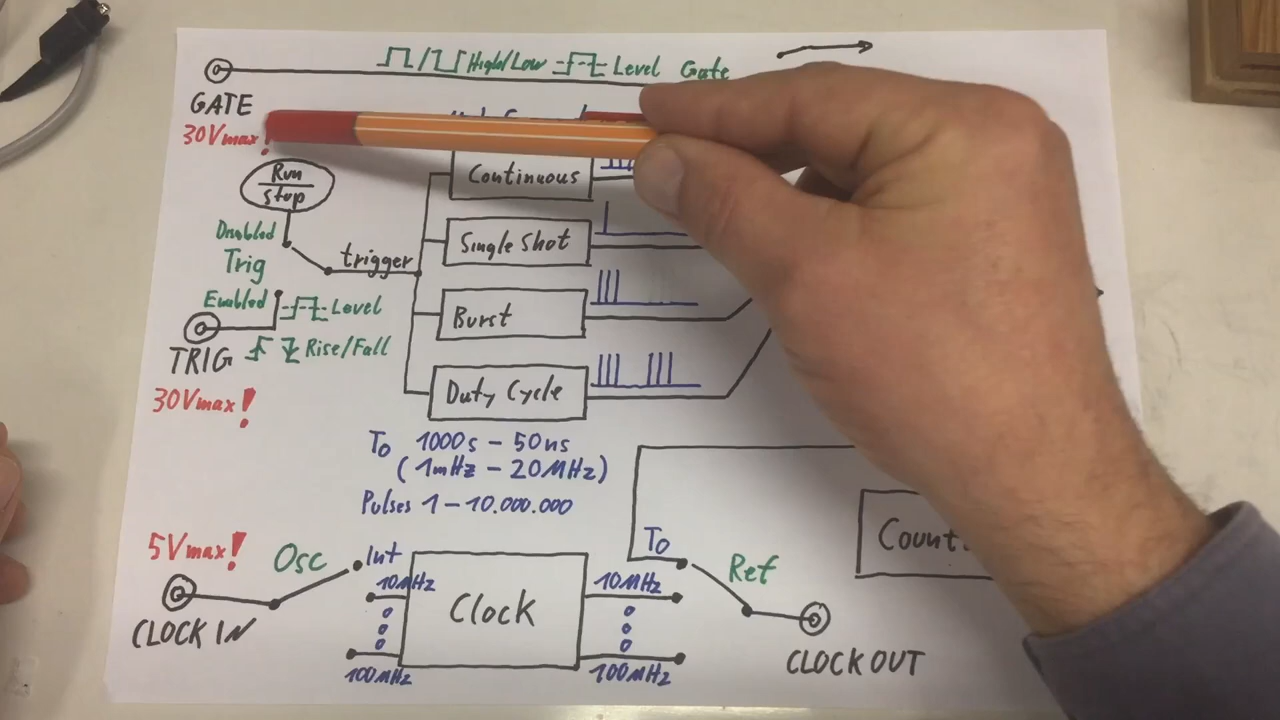 High/Low Level Gate
GATE
30Vmax!
Run
stop
Continuous
Disabled
Single Shot
trigger
Trig
Enabled
Level
Burst
TRIG
Rise/Fall
30Vmax!
Duty Cycle
To 1000s - 50ns
(1mHz - 20MHz)
Pulses 1 - 10.000.000
5Vmax!
Osc
Int
10MHz
Clock
CLOCK IN
100MHz
To
10MHz
100MHz
Ref
CLOCK OUT